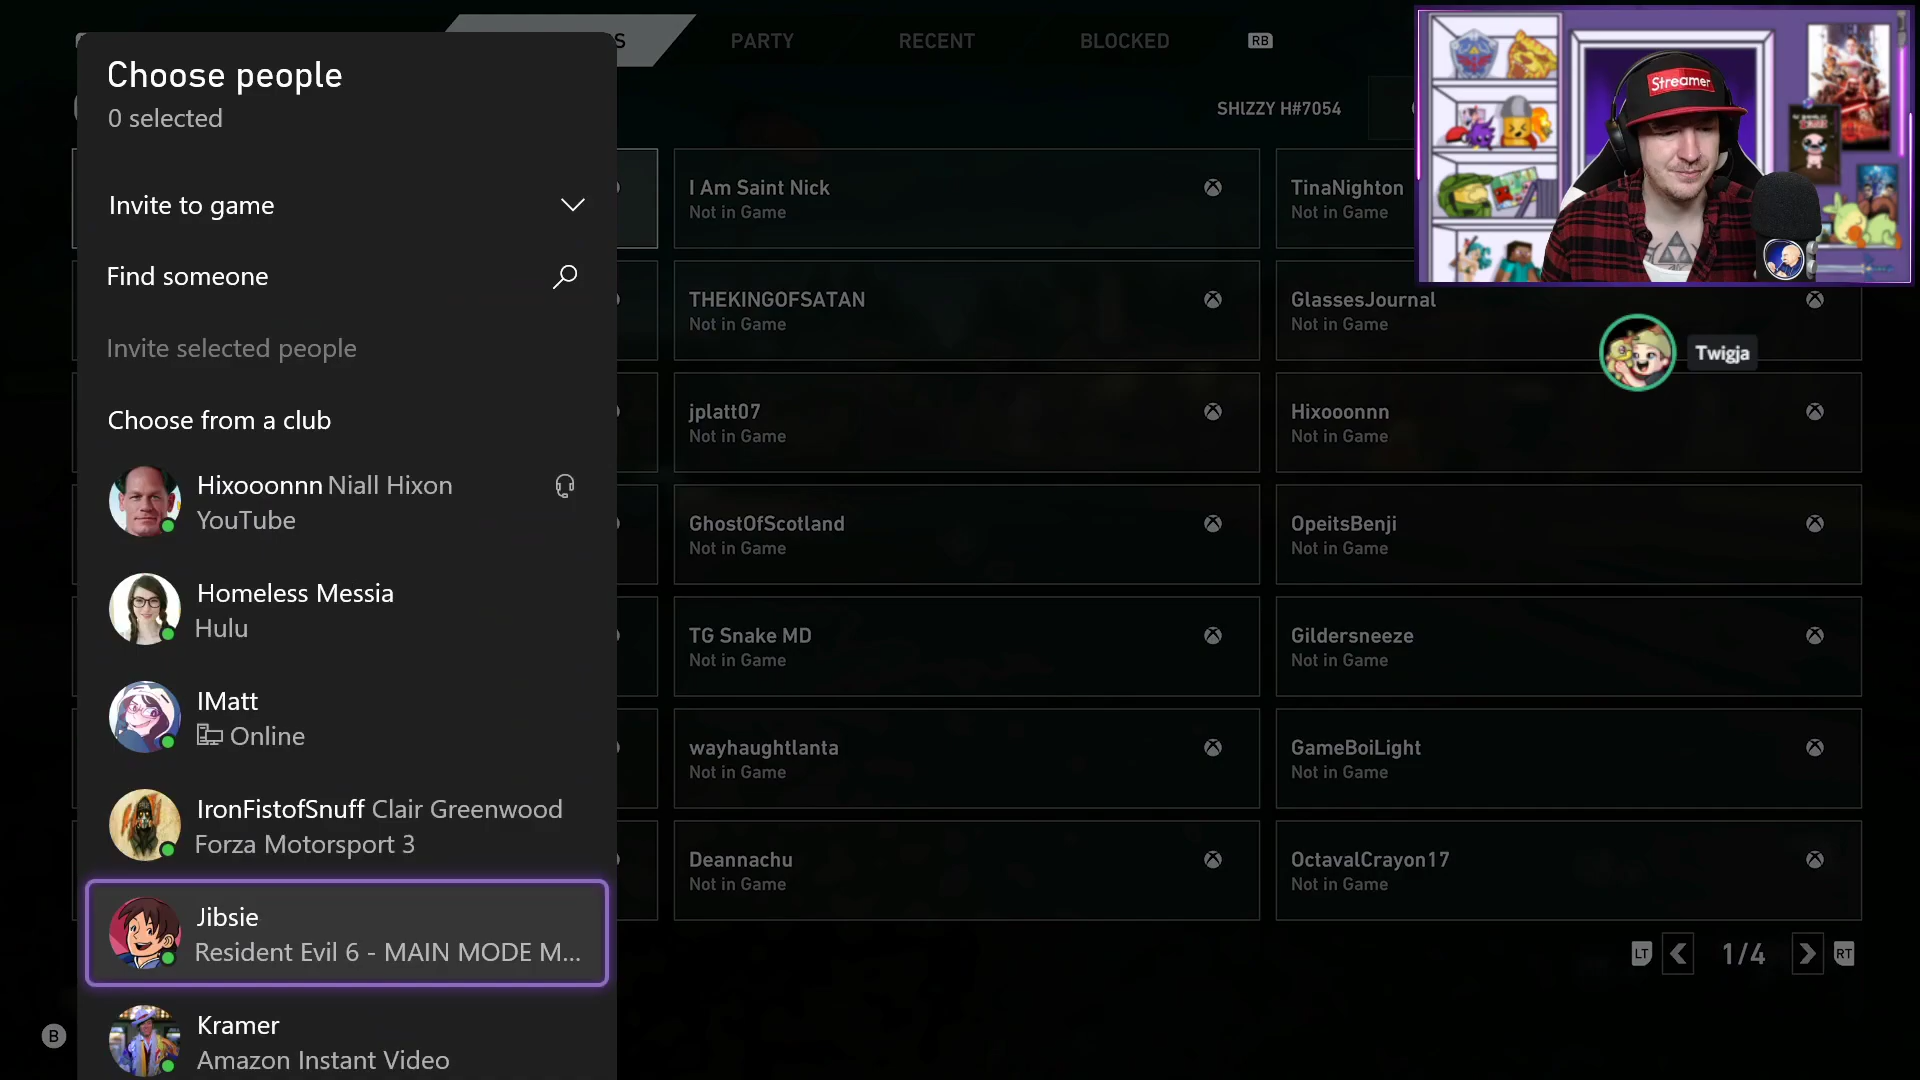 Choose people
0 selected
Invite to game
Find someone
Invite selected people
Choose from a club
Hixooonnn Niall Hixon
YouTube
Homeless Messia
Hulu
IMatt
Online
IronFistofSnuff Clair Greenwood
Forza Motorsport 3
Jibsie
Resident Evil 6 - MAIN MODE M...
Kramer
Amazon Instant Video
B
S
PARTY
RECENT
BLOCKED
RB
SHIZZY H#7054
I Am Saint Nick
Not in Game
TinaNighton
Not in Game
THEKINGOFSATAN
Not in Game
GlassesJournal
Not in Game
jplatt07
Not in Game
Hixooonnn
Not in Game
GhostOfScotland
Not in Game
OpeitsBenji
Not in Game
TG Snake MD
Not in Game
Gildersneeze
Not in Game
wayhaughtlanta
Not in Game
GameBoiLight
Not in Game
Deannachu
Not in Game
OctavalCrayon17
Not in Game
LT
1/4
RT
Streamer
Twigja